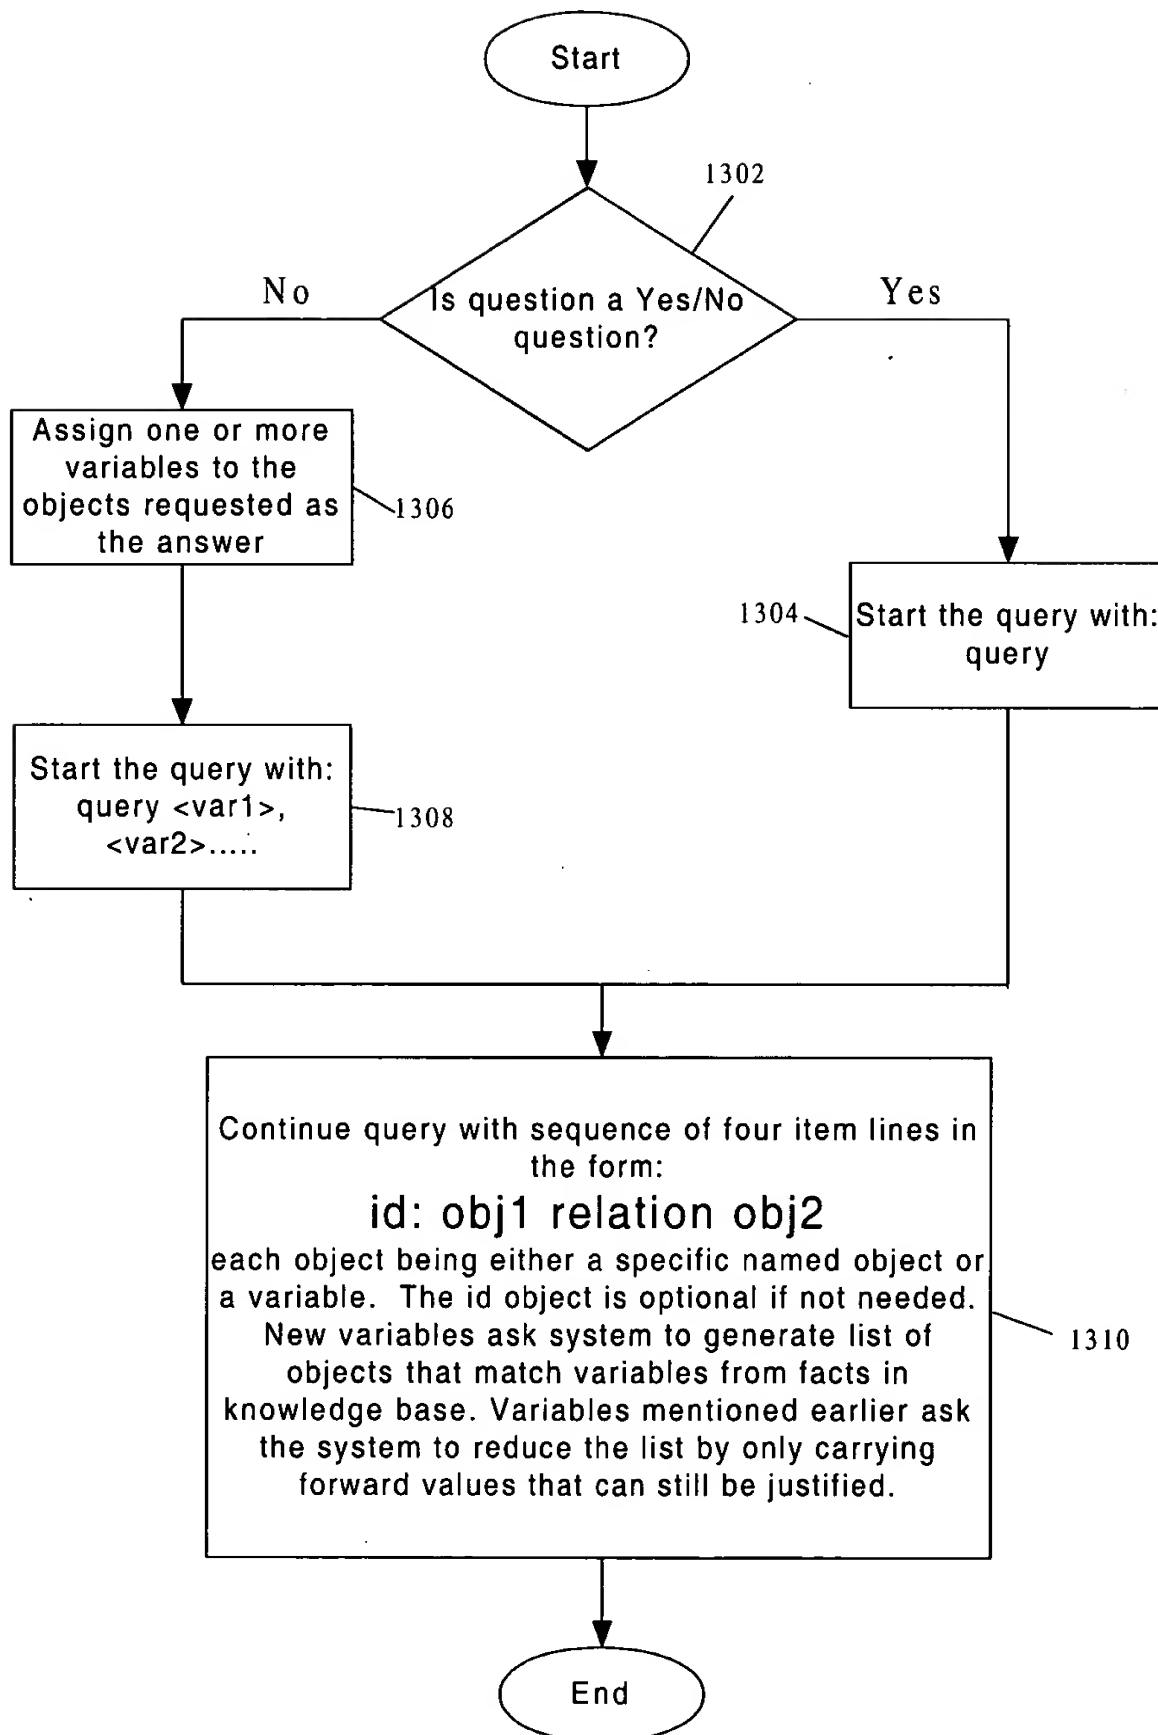 Start
1302
No
Yes
Is question a Yes/No
question?
Assign one or more
variables to the
objects requested as
the answer
1306
1304
Start the query with:
query
Start the query with:
query <var1>,
<var2>.....
1308
Continue query with sequence of four item lines in
the form:
id: obj1 relation obj2
each object being either a specific named object or
a variable. The id object is optional if not needed.
New variables ask system to generate list of
objects that match variables from facts in
knowledge base. Variables mentioned earlier ask
the system to reduce the list by only carrying
forward values that can still be justified.
1310
End